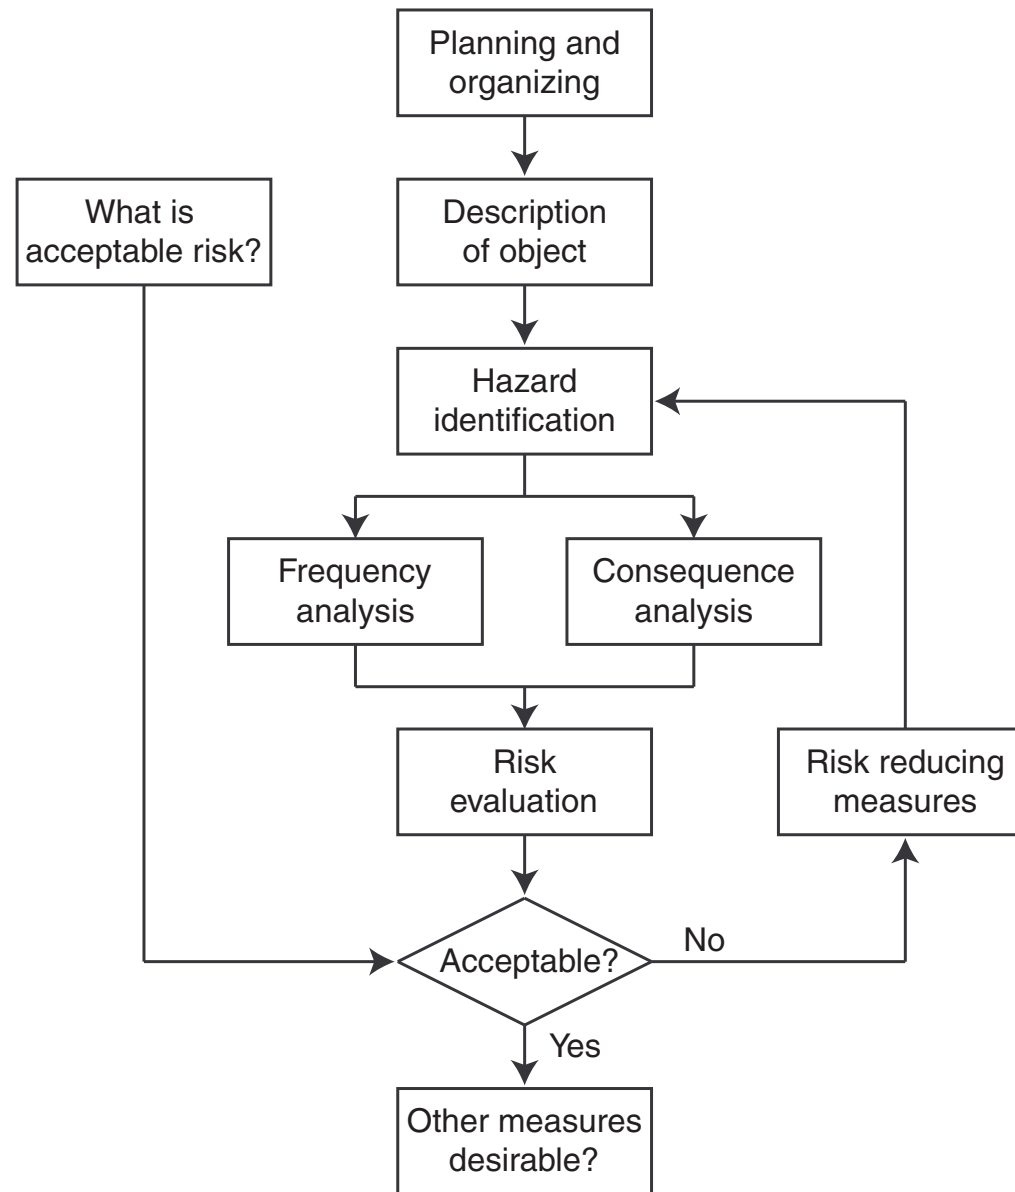 Planning and
organizing
What is
acceptable risk?
Description
of object
Hazard
identification
Frequency
analysis
Consequence
analysis
Risk
evaluation
Risk reducing
measures
Acceptable?
No
Yes
Other measures
desirable?